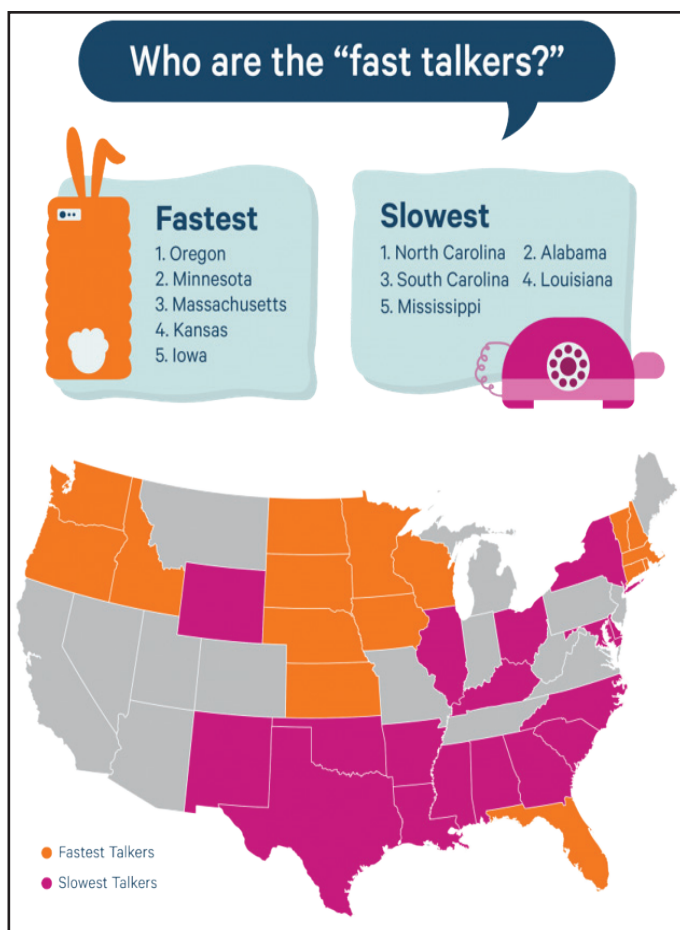 Who are the “fast talkers?”
Fastest
1. Oregon
2. Minnesota
3. Massachusetts
4. Kansas
5. Iowa
Slowest
1. North Carolina 2. Alabama
3. South Carolina 4. Louisiana
5. Mississippi
Fastest Talkers
Slowest Talkers